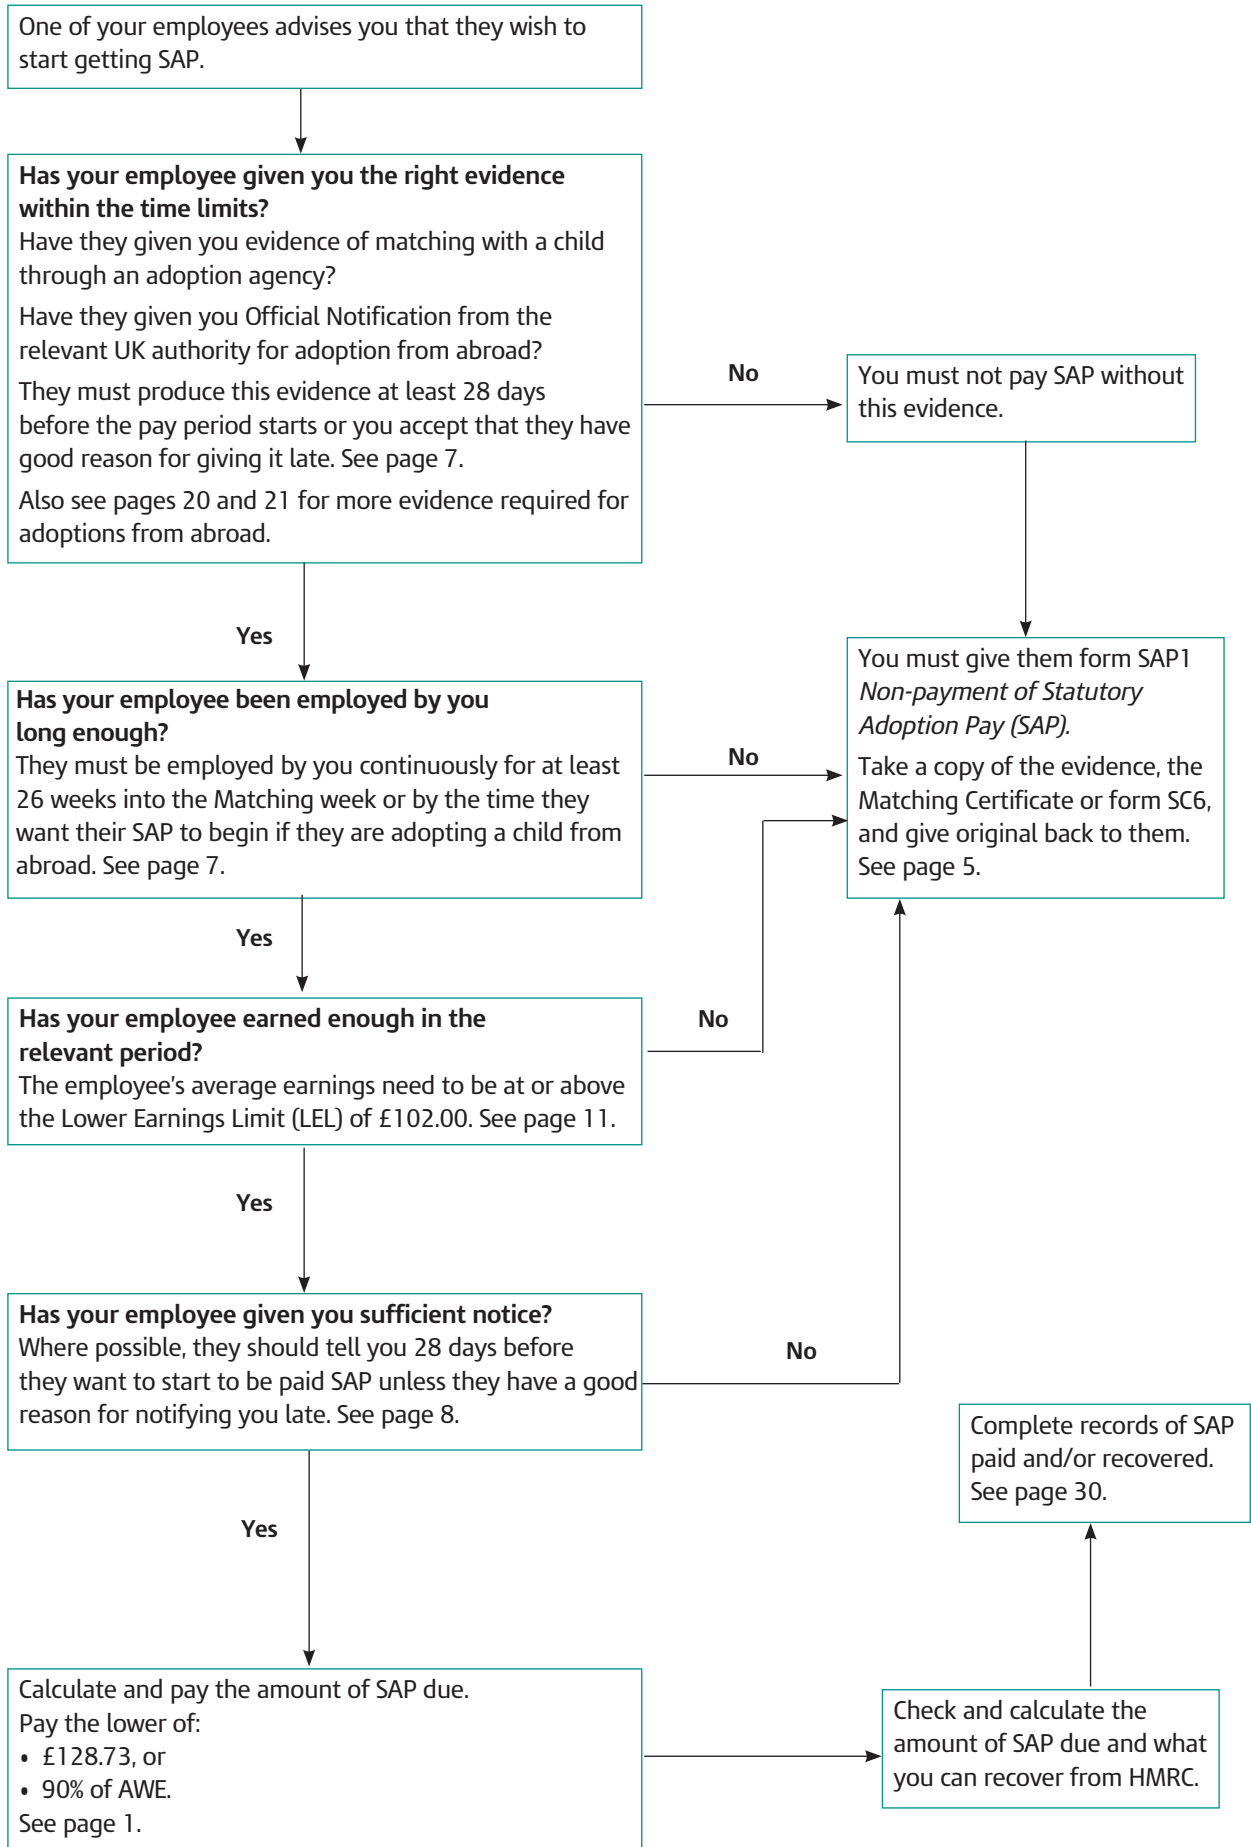 One of your employees advises you that they wish to
start getting SAP.
Has your employee given you the right evidence
within the time limits?
Have they given you evidence of matching with a child
through an adoption agency?
Have they given you Official Notification from the
relevant UK authority for adoption from abroad?
They must produce this evidence at least 28 days
before the pay period starts or you accept that they have
good reason for giving it late. See page 7.
Also see pages 20 and 21 for more evidence required for
adoptions from abroad.
No
You must not pay SAP without
this evidence.
Yes
Has your employee been employed by you
long enough?
They must be employed by you continuously for at least
26 weeks into the Matching week or by the time they
want their SAP to begin if they are adopting a child from
abroad. See page 7.
No
You must give them form SAP1
Non-payment of Statutory
Adoption Pay (SAP).
Take a copy of the evidence, the
Matching Certificate or form SC6,
and give original back to them.
See page 5.
Yes
Has your employee earned enough in the
relevant period?
The employee's average earnings need to be at or above
the Lower Earnings Limit (LEL) of £102.00. See page 11.
No
Yes
Has your employee given you sufficient notice?
Where possible, they should tell you 28 days before
they want to start to be paid SAP unless they have a good
reason for notifying you late. See page 8.
No
Yes
Calculate and pay the amount of SAP due.
Pay the lower of:
• £128.73, or
• 90% of AWE.
See page 1.
Check and calculate the
amount of SAP due and what
you can recover from HMRC.
Complete records of SAP
paid and/or recovered.
See page 30.